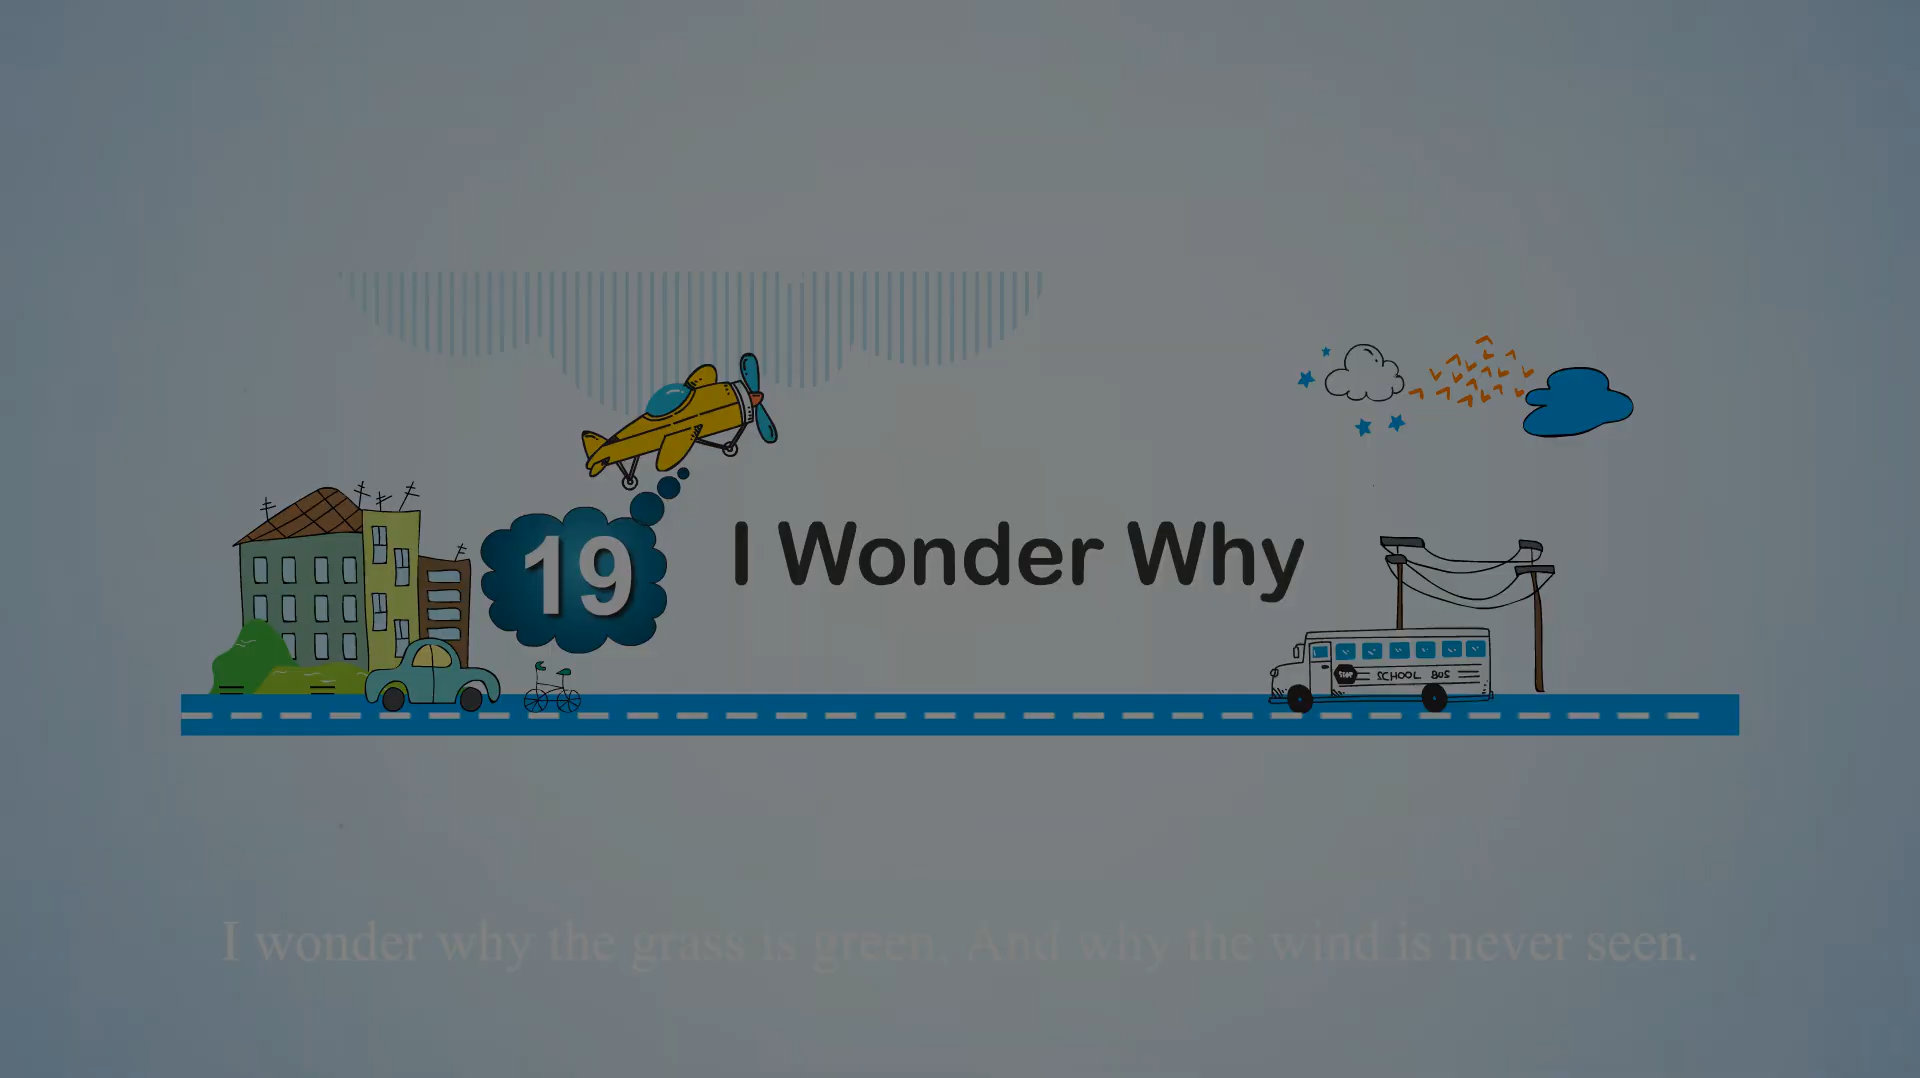 19
I Wonder Why
STOP
SCHOOL BUS
I wonder why the grass is green, And why the wind is never seen.